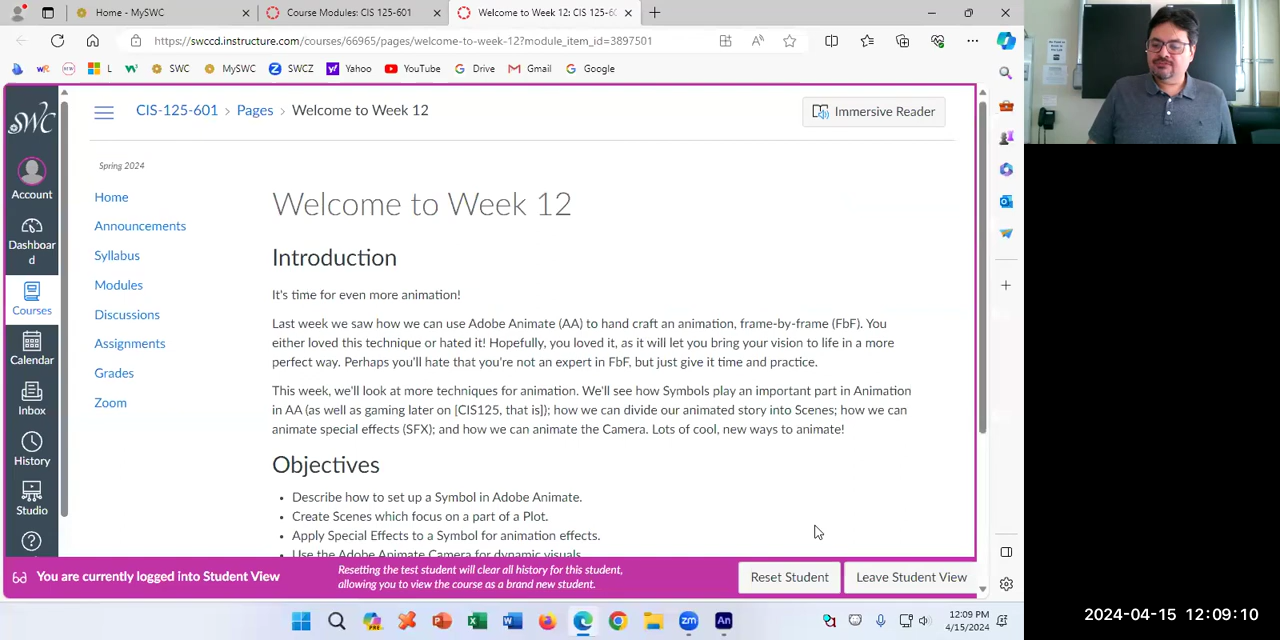 Home - MySWC
Course Modules: CIS 125-601
Welcome to Week 12: CIS 125-60
https://swccd.instructure.com/courses/69965/pages/welcome-to-week-12?module_item_id=3897501
L
SWC
MySWC
SWCZ
Yahoo
YouTube
Drive
Gmail
Google
SWC
CIS-125-601 › Pages › Welcome to Week 12
Immersive Reader
Account
Dashboar
d
Courses
Calendar
Inbox
History
Studio
Spring 2024
Home
Announcements
Syllabus
Modules
Discussions
Assignments
Grades
Zoom
Welcome to Week 12
Introduction
It's time for even more animation!
Last week we saw how we can use Adobe Animate (AA) to hand craft an animation, frame-by-frame (FbF). You
either loved this technique or hated it! Hopefully, you loved it, as it will let you bring your vision to life in a more
perfect way. Perhaps you'll hate that you're not an expert in FbF, but just give it time and practice.
This week, we'll look at more techniques for animation. We'll see how Symbols play an important part in Animation
in AA (as well as gaming later on [CIS125, that is]); how we can divide our animated story into Scenes; how we can
animate special effects (SFX); and how we can animate the Camera. Lots of cool, new ways to animate!
Objectives
• Describe how to set up a Symbol in Adobe Animate.
• Create Scenes which focus on a part of a Plot.
• Apply Special Effects to a Symbol for animation effects.
• Use the Adobe Animate Camera for dynamic visuals.
You are currently logged into Student View
Resetting the test student will clear all history for this student,
allowing you to view the course as a brand new student.
Reset Student
Leave Student View
zm
An
12:09 PM
4/15/2024
2024-04-15 12:09:10